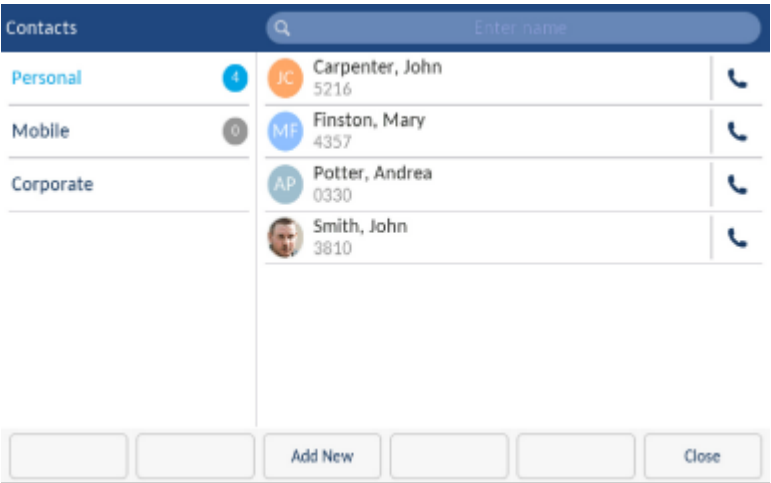 Contacts
Enter name
Personal 4
Mobile 0
Corporate
JC Carpenter, John
5216
MF Finston, Mary
4357
AP Potter, Andrea
0330
Smith, John
3810
Add New
Close